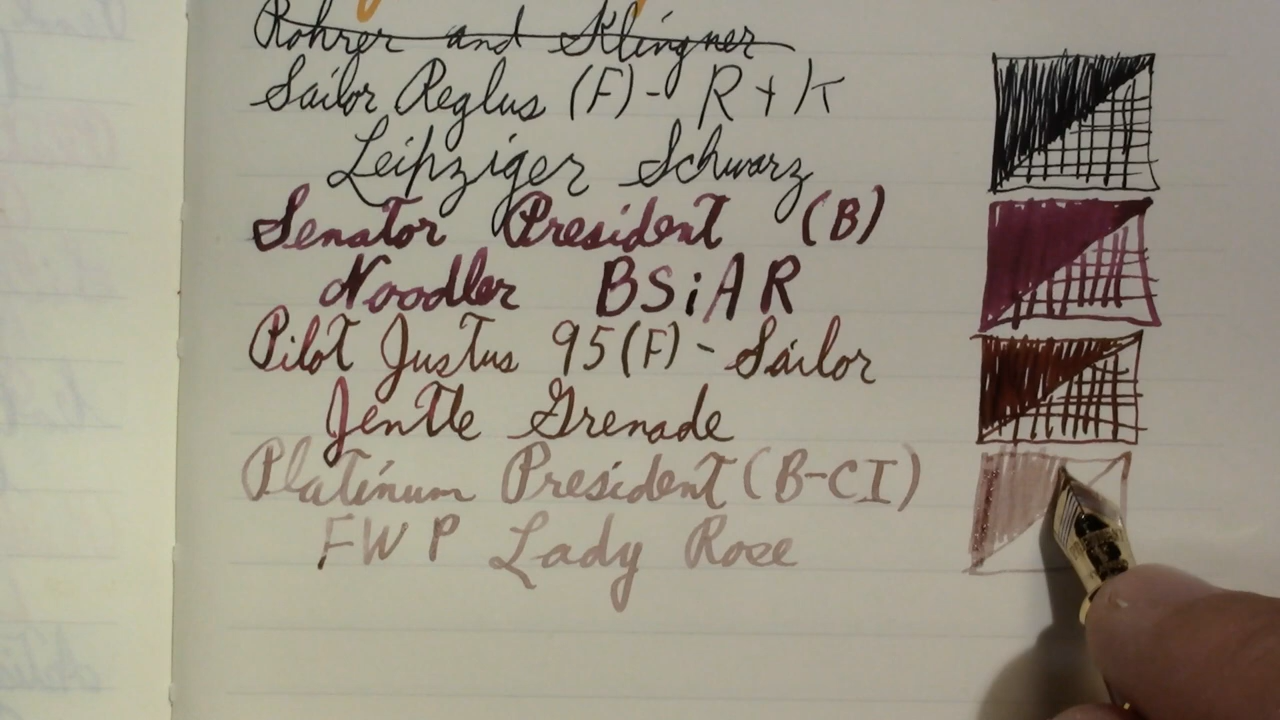 Rohrer and Klingner
Sailor Reglus (F)- R+K
Leipziger Schwarz
Senator President (B)
Noodler BSiAR
Pilot Justus 95(F) - Sailor
Jentle Grenade
Platinum President (B-CI)
FWP Lady Rose